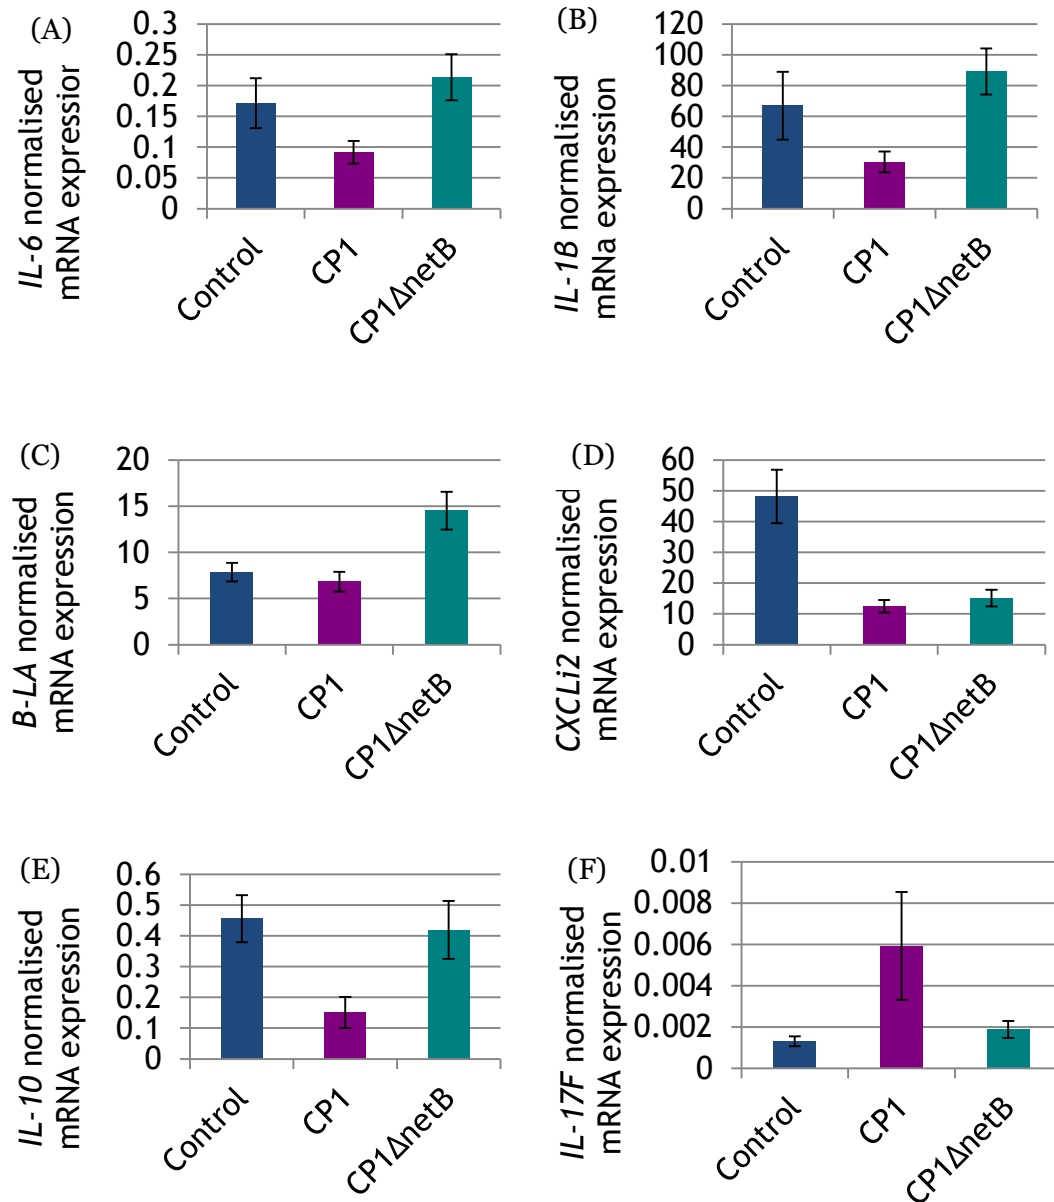 (A)
IL-6 normalised
mRNA expression
0.3
0.25
0.2
0.15
0.1
0.05
0
Control
CP1
CP1ΔnetB
(B)
IL-1B normalised
mRNa expression
120
100
80
60
40
20
0
Control
CP1
CP1ΔnetB
(C)
B-LA normalised
mRNA expression
20
15
10
5
0
Control
CP1
CP1ΔnetB
(D)
CXCLi2 normalised
mRNA expression
60
50
40
30
20
10
0
Control
CP1
CP1ΔnetB
(E)
IL-10 normalised
mRNA expression
0.6
0.5
0.4
0.3
0.2
0.1
0
Control
CP1
CP1ΔnetB
(F)
IL-17F normalised
mRNA expression
0.01
0.008
0.006
0.004
0.002
0
Control
CP1
CP1ΔnetB